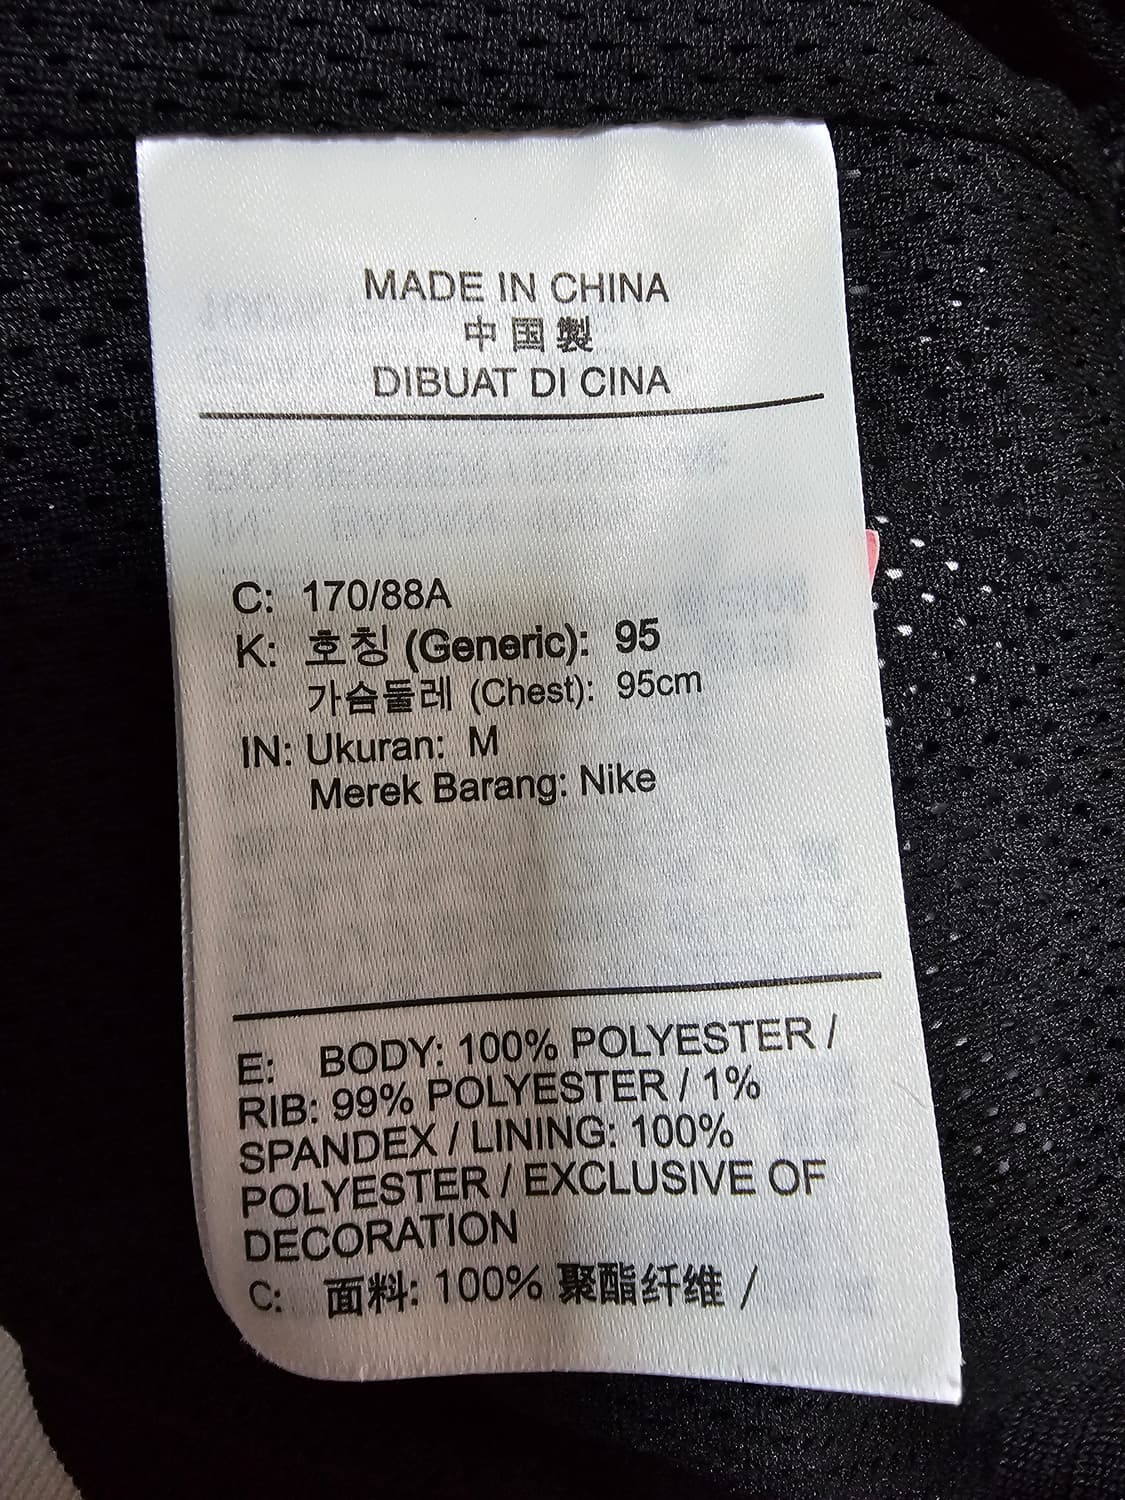 MADE IN CHINA
中国製
DIBUAT DI CINA
C: 170/88A
K: 호칭 (Generic): 95
가슴둘레 (Chest): 95cm
IN: Ukuran: M
Merek Barang: Nike
E: BODY: 100% POLYESTER /
RIB: 99% POLYESTER / 1%
SPANDEX / LINING: 100%
POLYESTER / EXCLUSIVE OF
DECORATION
C: 面料: 100% 聚酯纤维 /